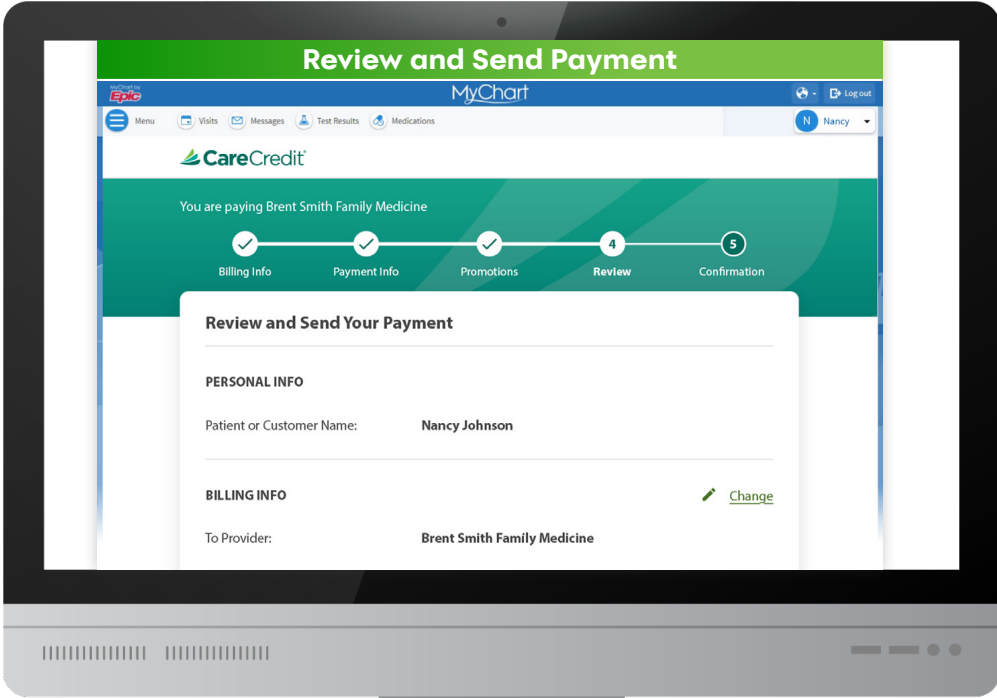 Review and Send Payment
MyChart by
Epic
MyChart
Log out
Menu
Visits
Messages
Test Results
Medications
N
Nancy
CareCredit®
You are paying Brent Smith Family Medicine
4
5
Billing Info
Payment Info
Promotions
Review
Confirmation
Review and Send Your Payment
PERSONAL INFO
Patient or Customer Name: Nancy Johnson
BILLING INFO
Change
To Provider: Brent Smith Family Medicine